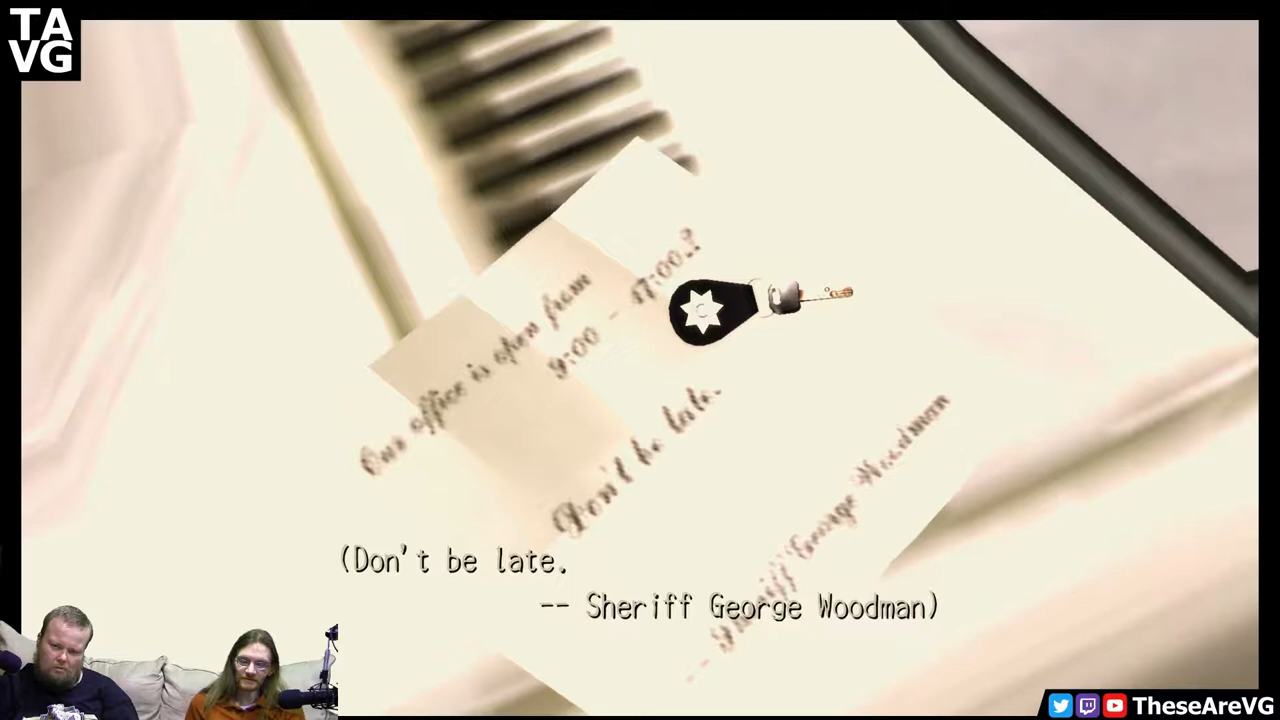 TA
VG
Our office is open from
9:00 - 17:00.
Don't be late.
-- Sheriff George Woodman
(Don't be late.
-- Sheriff George Woodman)
TheseAreVG